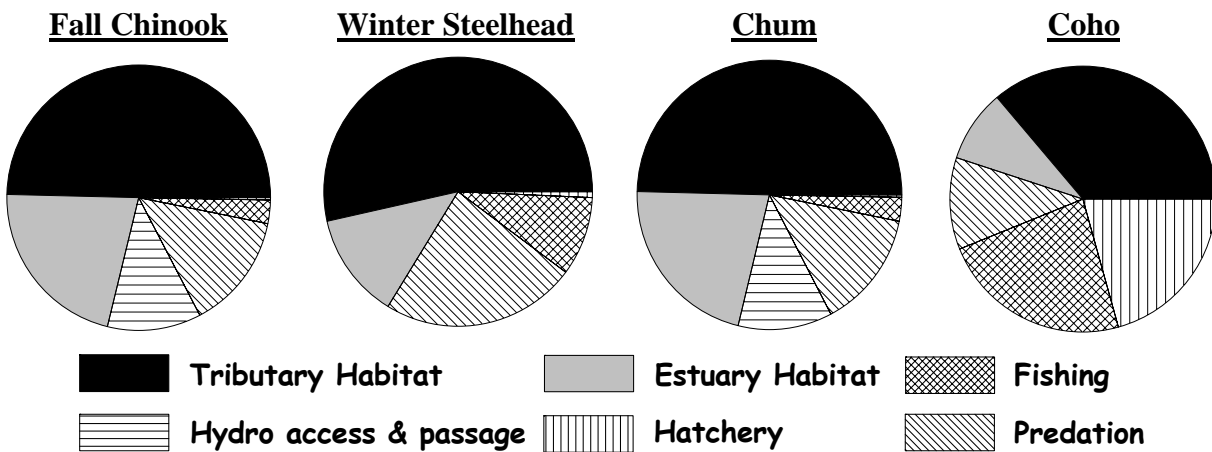 Fall Chinook Winter Steelhead Chum Coho
Tributary Habitat Estuary Habitat Fishing
Hydro access & passage Hatchery Predation